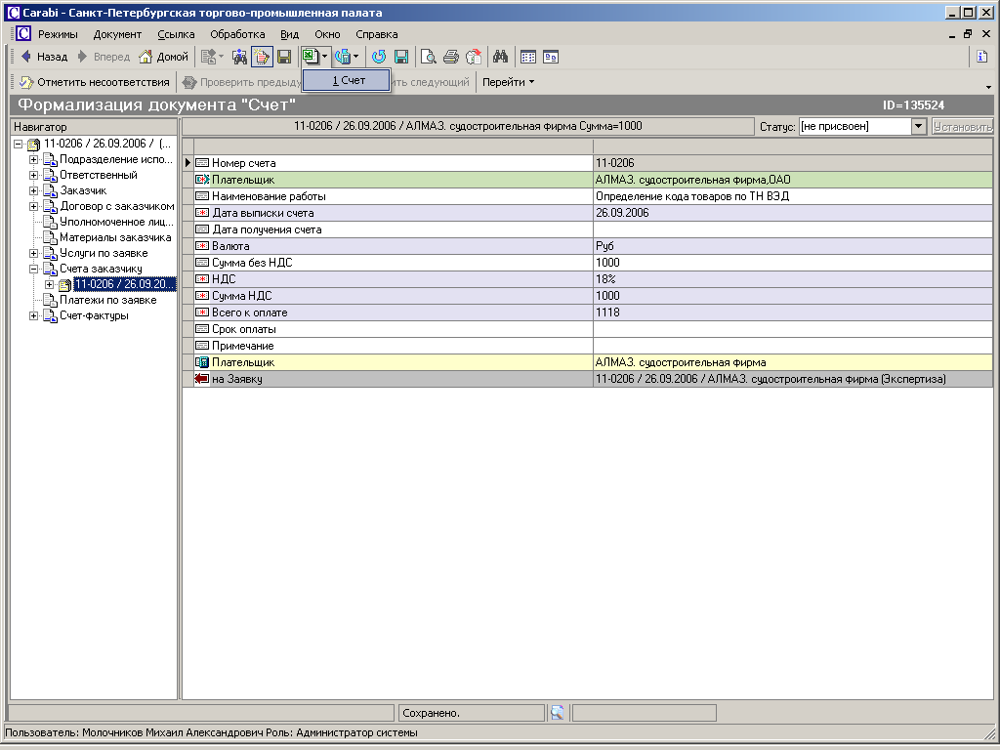 Carabi - Санкт-Петербургская торгово-промышленная палата
Режимы Документ Ссылка Обработка Вид Окно Справка
Назад Вперед Домой
Отметить несоответствия Проверить предыду ить следующий Перейти
1 Счет
Формализация документа "Счет" ID=135524
Навигатор
11-0206 / 26.09.2006 / АЛМАЗ. судостроительная фирма Сумма=1000 Статус: [не присвоен] Установить
11-0206 / 26.09.2006 / (...
Подразделение испо...
Ответственный
Заказчик
Договор с заказчиком
Уполномоченное лиц...
Материалы заказчика
Услуги по заявке
Счета заказчику
11-0206 / 26.09.20...
Платежи по заявке
Счет-фактуры
Номер счета 11-0206
Плательщик АЛМАЗ. судостроительная фирма,ОАО
Наименование работы Определение кода товаров по ТН ВЭД
Дата выписки счета 26.09.2006
Дата получения счета
Валюта Руб
Сумма без НДС 1000
НДС 18%
Сумма НДС 1000
Всего к оплате 1118
Срок оплаты
Примечание
Плательщик АЛМАЗ. судостроительная фирма
на Заявку 11-0206 / 26.09.2006 / АЛМАЗ. судостроительная фирма (Экспертиза)
Сохранено.
Пользователь: Молочников Михаил Александрович Роль: Администратор системы